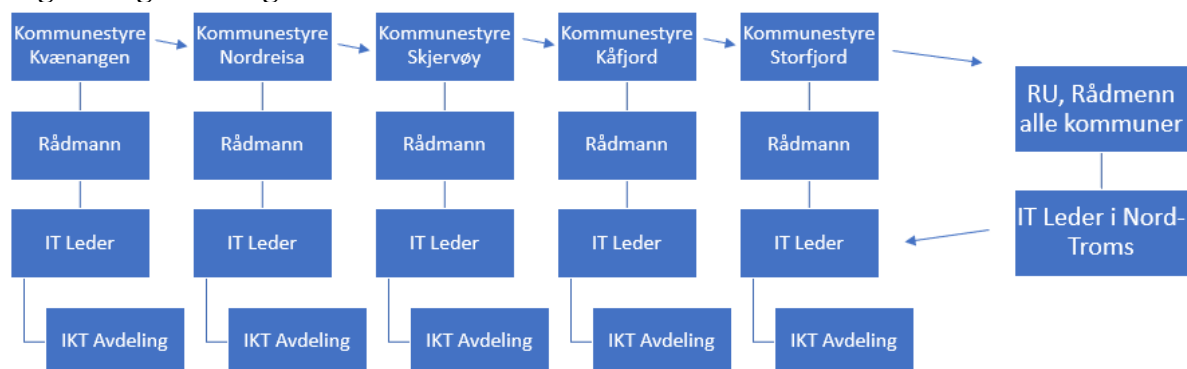 Kommunestyre
Kvænangen
Kommunestyre
Nordreisa
Kommunestyre
Skjervøy
Kommunestyre
Kåfjord
Kommunestyre
Storfjord
RU, Rådmenn
alle kommuner
Rådmann
Rådmann
Rådmann
Rådmann
Rådmann
IT Leder i Nord-
Troms
IT Leder
IT Leder
IT Leder
IT Leder
IT Leder
IKT Avdeling
IKT Avdeling
IKT Avdeling
IKT Avdeling
IKT Avdeling